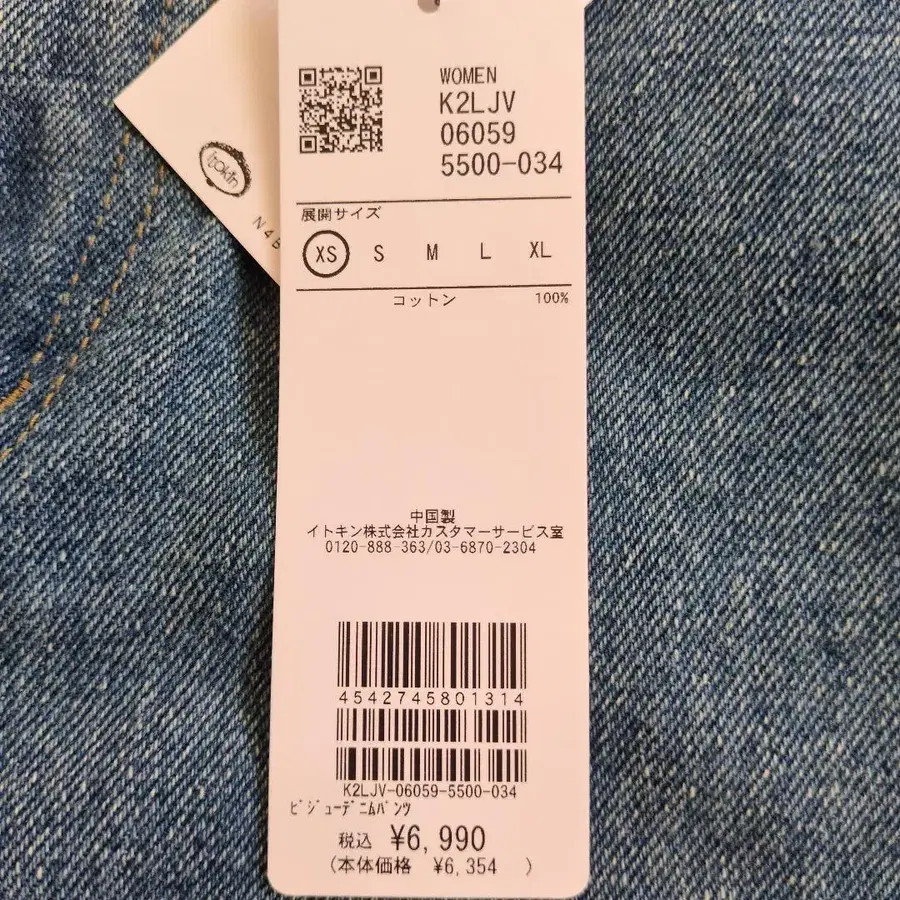 WOMEN
K2LJV
06059
5500-034
itokin
N4B
展開サイズ
XS S M L XL
コットン 100%
中国製
イトキン株式会社カスタマーサービス室
0120-888-363/03-6870-2304
4542745801314
K2LJV-06059-5500-034
ﾋﾞｼﾞｭｰﾃﾞﾆﾑﾊﾟﾝﾂ
税込 ¥6,990
(本体価格 ¥6,354 )